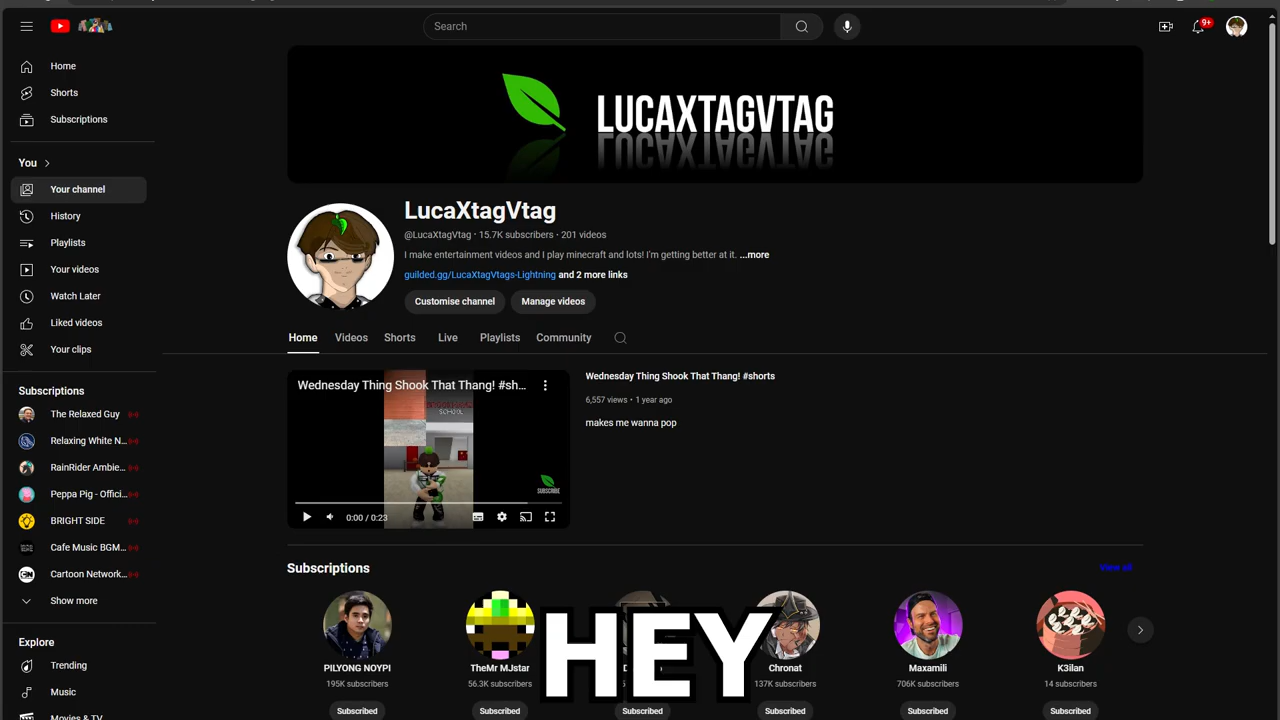 Search
9+
Home
Shorts
Subscriptions
You
Your channel
History
Playlists
Your videos
Watch Later
Liked videos
Your clips
Subscriptions
The Relaxed Guy
Relaxing White N...
RainRider Ambie...
Peppa Pig - Offici...
BRIGHT SIDE
Cafe Music BGM...
Cartoon Network...
Show more
Explore
Trending
Music
Movies & TV
LUCAXTAGVTAG
LucaXtagVtag
@LucaXtagVtag · 15.7K subscribers · 201 videos
I make entertainment videos and I play minecraft and lots! I'm getting better at it. ...more
guilded.gg/LucaXtagVtags-Lightning and 2 more links
Customise channel Manage videos
Home Videos Shorts Live Playlists Community
Wednesday Thing Shook That Thang! #sh...
SCHOOL
SUBSCRIBE
0:00 / 0:23
Wednesday Thing Shook That Thang! #shorts
6,557 views · 1 year ago
makes me wanna pop
Subscriptions
View all
PILYONG NOYPI
195K subscribers
Subscribed
TheMr MJstar
56.3K subscribers
Subscribed
Subscribed
Chronat
137K subscribers
Subscribed
Maxamili
706K subscribers
Subscribed
K3ilan
14 subscribers
Subscribed
HEY